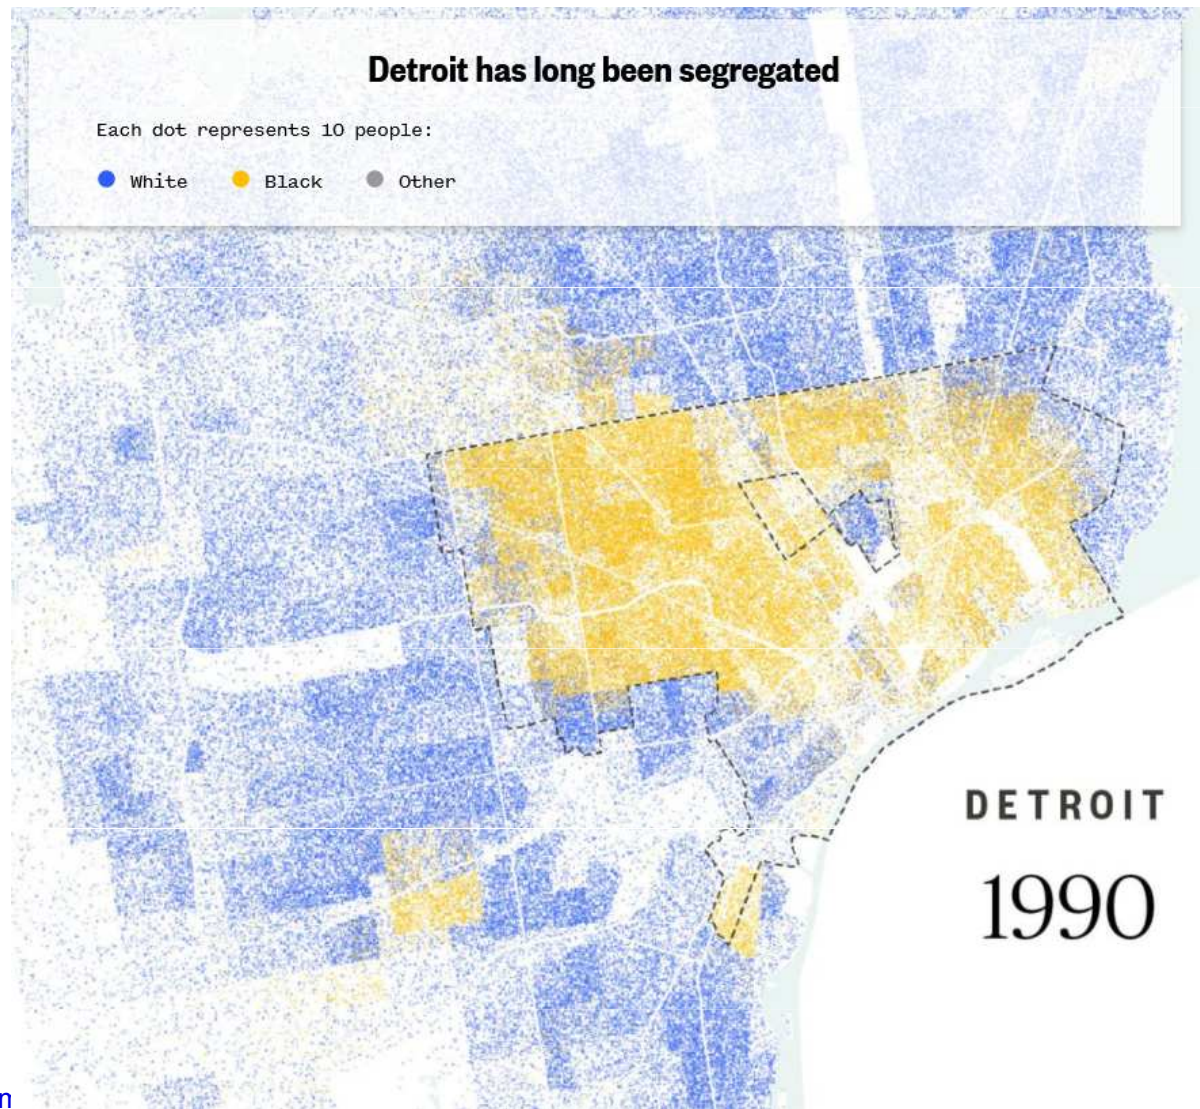 Detroit has long been segregated
Each dot represents 10 people:
White Black Other
DETROIT
1990